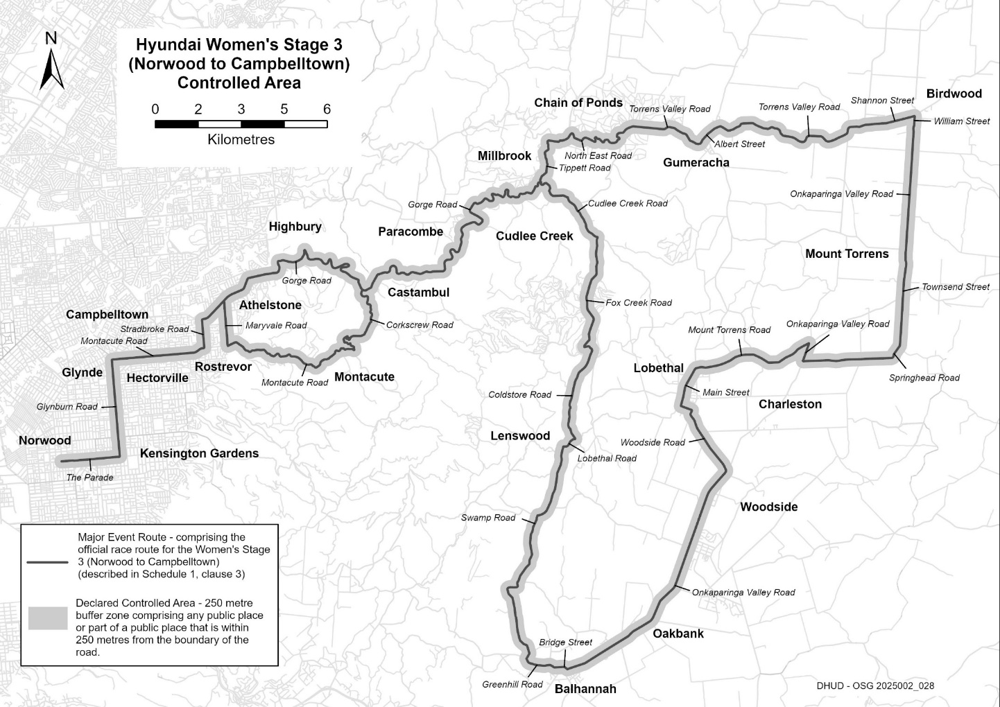 N
Hyundai Women's Stage 3
(Norwood to Campbelltown)
Controlled Area
0 2 3 5 6
Kilometres
Birdwood
Shannon Street
William Street
Chain of Ponds
Torrens Valley Road
Torrens Valley Road
Albert Street
North East Road
Millbrook
Tippett Road
Gumeracha
Onkaparinga Valley Road
Gorge Road
Cudlee Creek Road
Highbury
Paracombe
Cudlee Creek
Mount Torrens
Gorge Road
Castambul
Townsend Street
Athelstone
Fox Creek Road
Campbelltown
Stradbroke Road
Maryvale Road
Corkscrew Road
Onkaparinga Valley Road
Mount Torrens Road
Montacute Road
Rostrevor
Lobethal
Glynde
Hectorville
Montacute Road
Montacute
Springhead Road
Main Street
Coldstore Road
Charleston
Glynburn Road
Lenswood
Norwood
Woodside Road
Kensington Gardens
Lobethal Road
The Parade
Woodside
Swamp Road
Major Event Route - comprising the
official race route for the Women's Stage
3 (Norwood to Campbelltown)
(described in Schedule 1, clause 3)
Declared Controlled Area - 250 metre
buffer zone comprising any public place
or part of a public place that is within
250 metres from the boundary of the
road.
Onkaparinga Valley Road
Oakbank
Bridge Street
Greenhill Road
Balhannah
DHUD - OSG 2025002_028